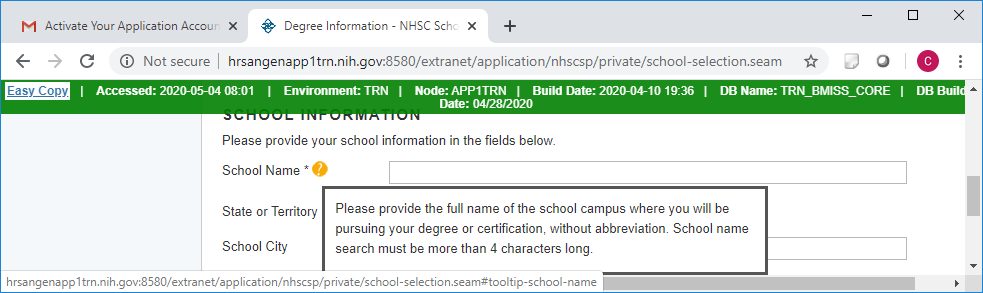 Activate Your Application Accoun
Degree Information - NHSC Scho
Not secure | hrsangenapp1trn.nih.gov:8580/extranet/application/nhscsp/private/school-selection.seam
C
Easy Copy | Accessed: 2020-05-04 08:01 | Environment: TRN | Node: APP1TRN | Build Date: 2020-04-10 19:36 | DB Name: TRN_BMISS_CORE | DB Build
Date: 04/28/2020
SCHOOL INFORMATION
Please provide your school information in the fields below.
School Name * ?
State or Territory
Please provide the full name of the school campus where you will be
pursuing your degree or certification, without abbreviation. School name
search must be more than 4 characters long.
School City
hrsangenapp1trn.nih.gov:8580/extranet/application/nhscsp/private/school-selection.seam#tooltip-school-name